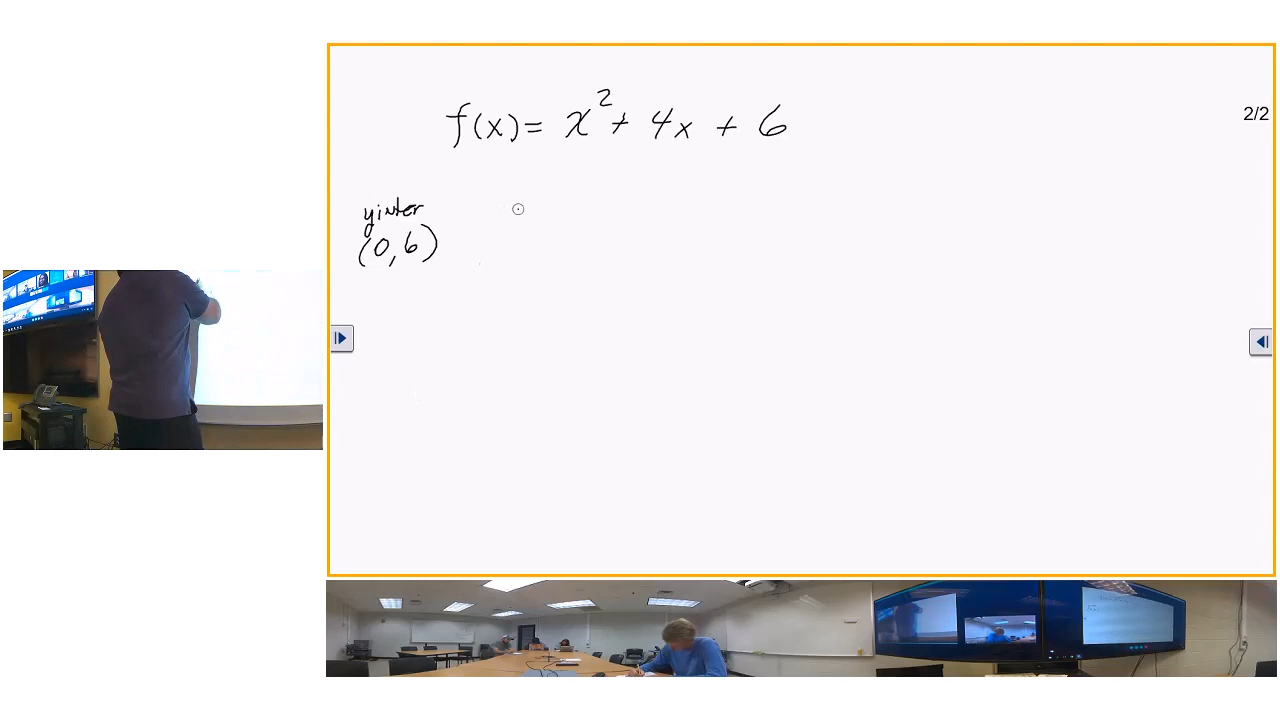 f(x) = x² + 4x + 6
2/2
yinter
(0, 6)